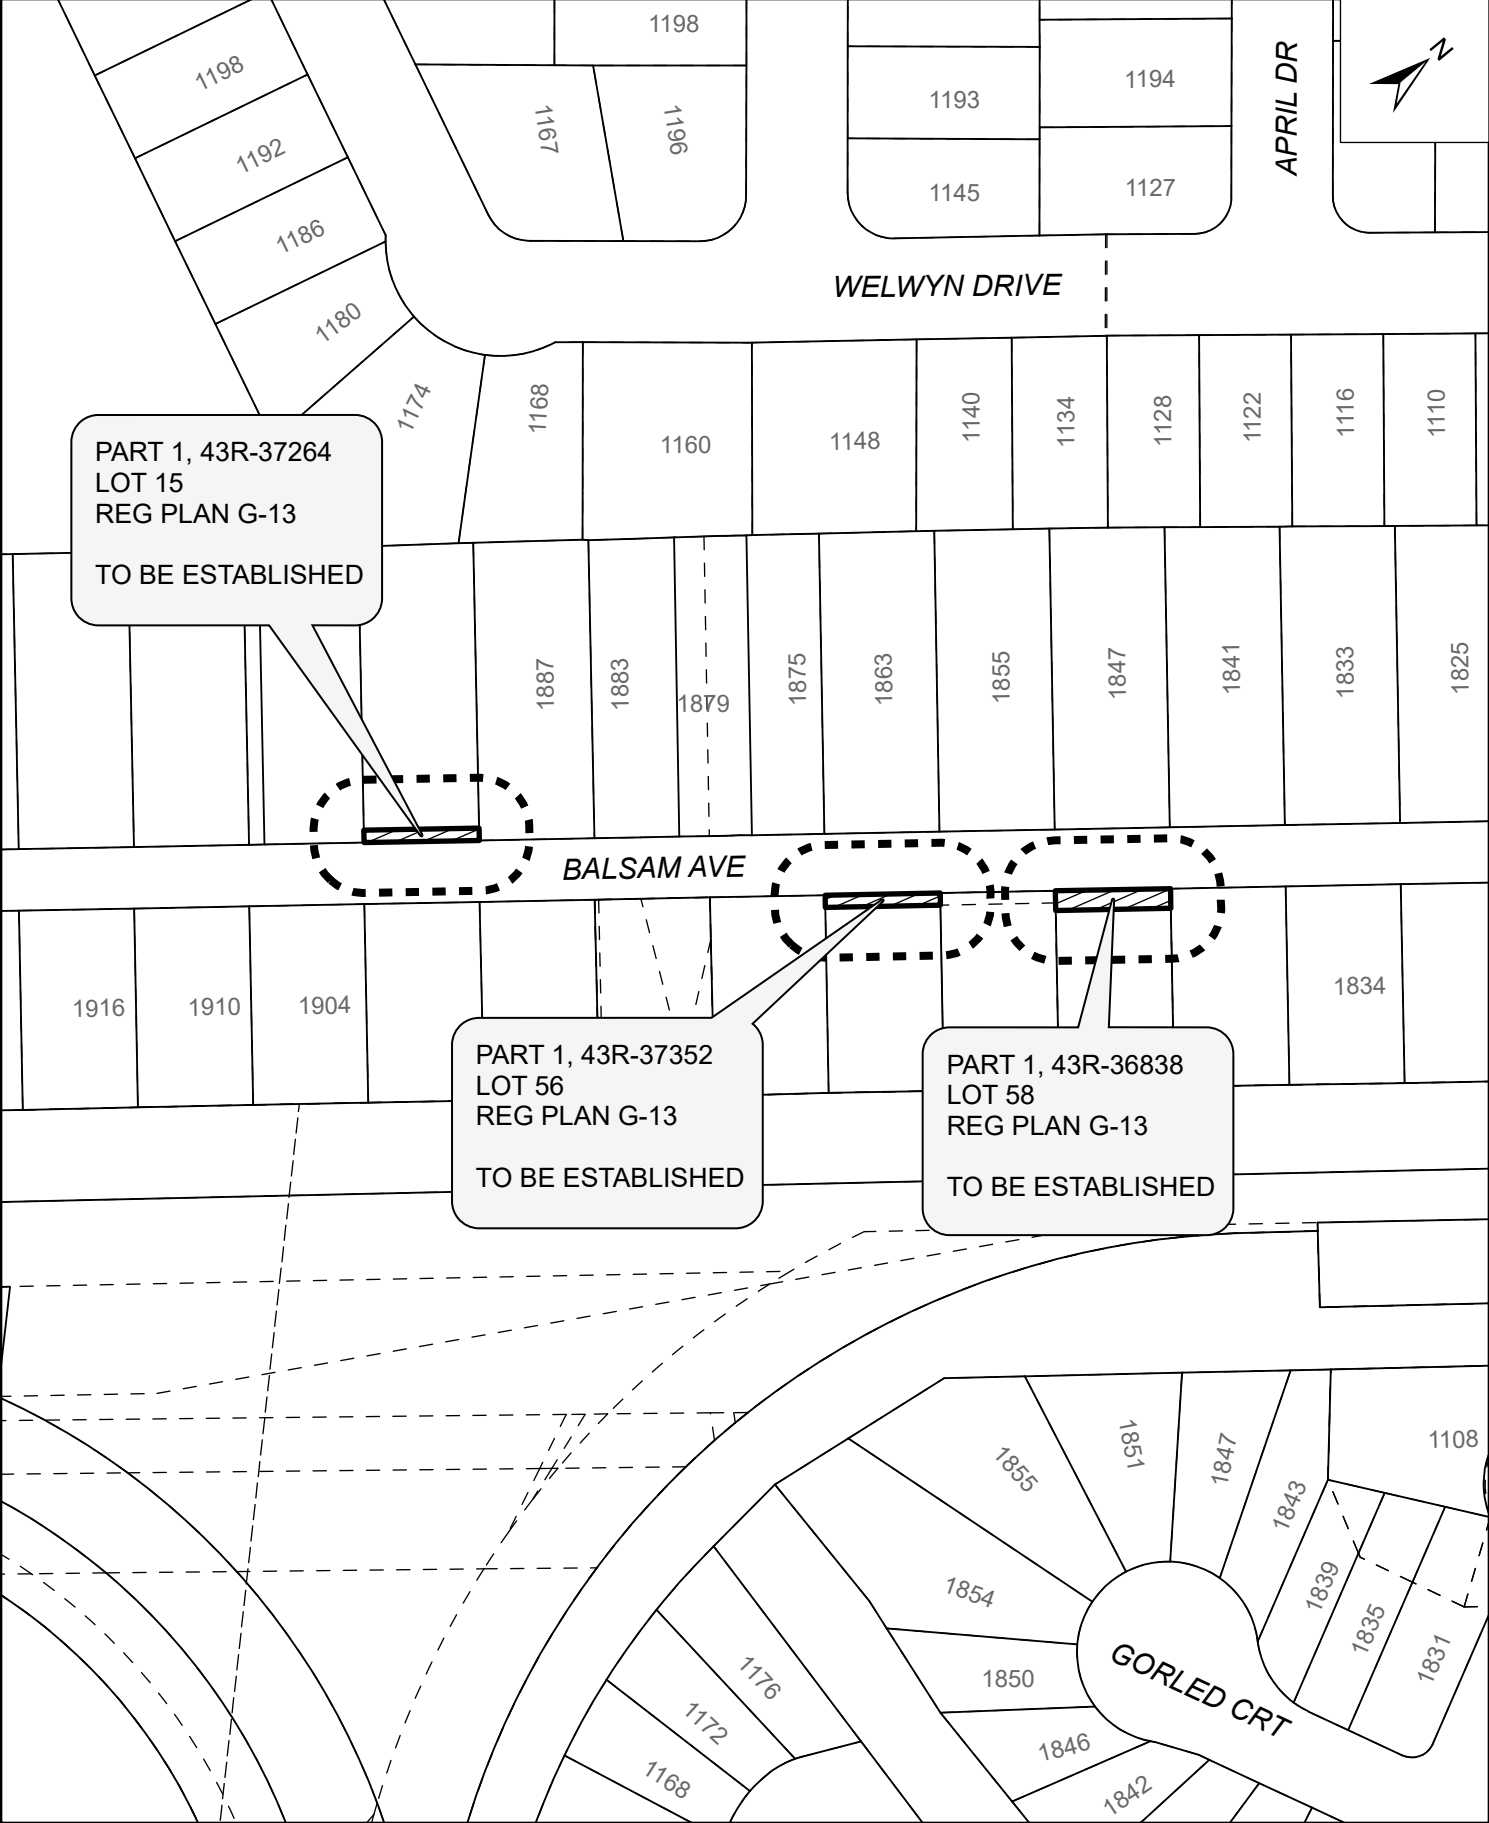 1198
1198
1167
1196
1193
1194
1145
1127
APRIL DR
N
1192
1186
1180
WELWYN DRIVE
1174
1168
1160
1148
1140
1134
1128
1122
1116
1110
PART 1, 43R-37264
LOT 15
REG PLAN G-13
TO BE ESTABLISHED
1887
1883
1879
1875
1863
1855
1847
1841
1833
1825
BALSAM AVE
1916
1910
1904
1834
PART 1, 43R-37352
LOT 56
REG PLAN G-13
TO BE ESTABLISHED
PART 1, 43R-36838
LOT 58
REG PLAN G-13
TO BE ESTABLISHED
1855
1851
1847
1843
1108
1839
1835
1831
1854
1850
1846
1842
GORLED CRT
1176
1172
1168